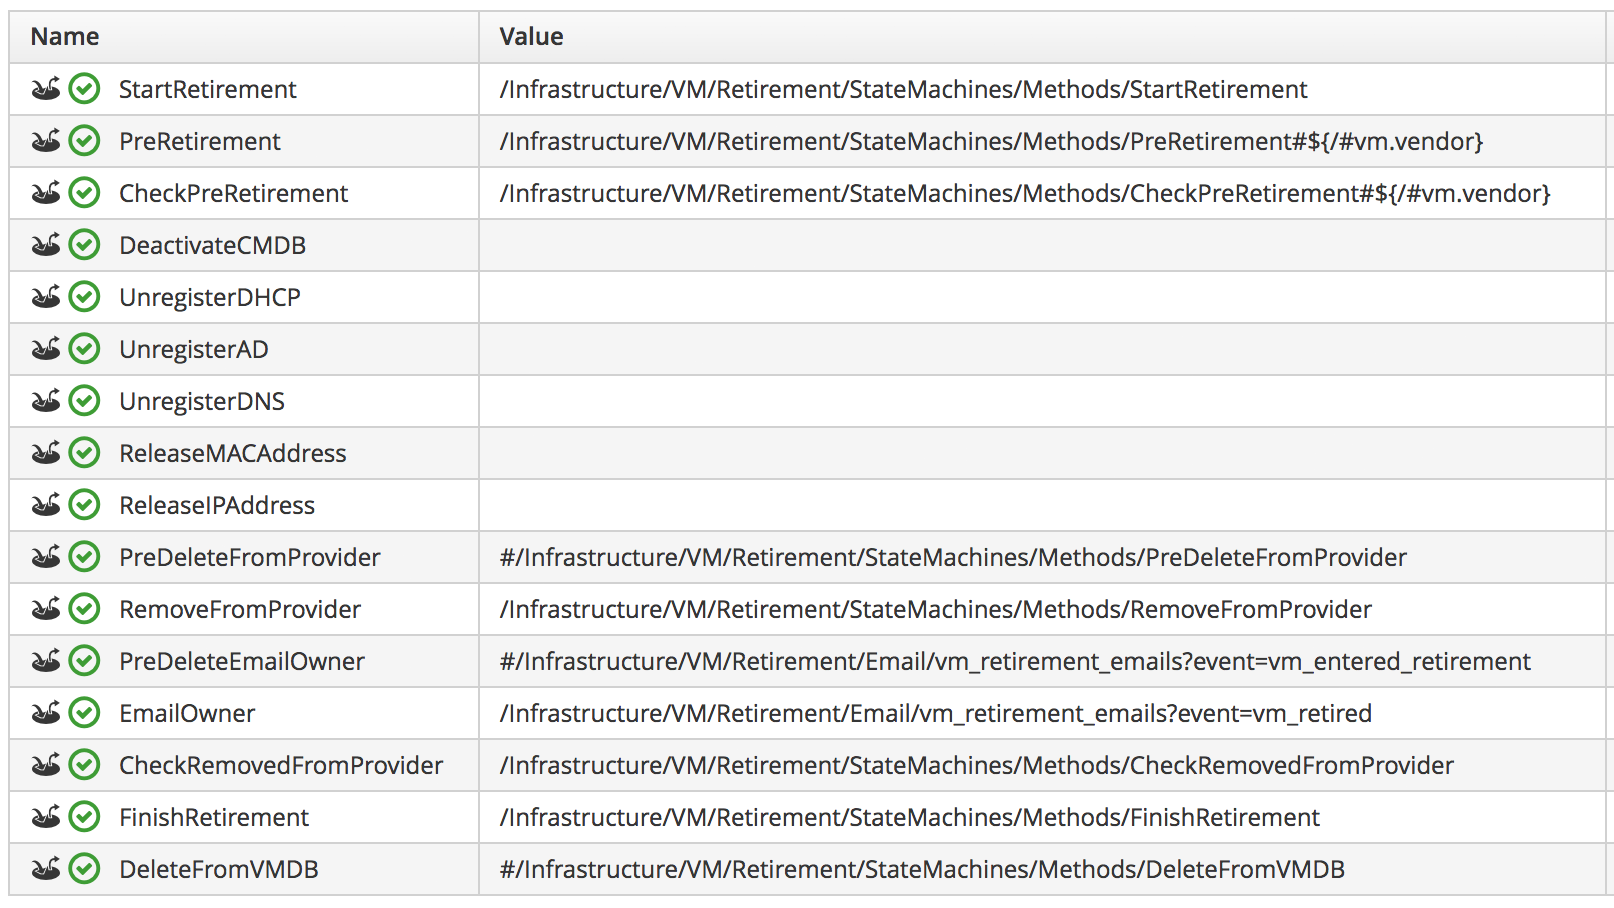 Name Value
StartRetirement /Infrastructure/VM/Retirement/StateMachines/Methods/StartRetirement
PreRetirement /Infrastructure/VM/Retirement/StateMachines/Methods/PreRetirement#${/#vm.vendor}
CheckPreRetirement /Infrastructure/VM/Retirement/StateMachines/Methods/CheckPreRetirement#${/#vm.vendor}
DeactivateCMDB
UnregisterDHCP
UnregisterAD
UnregisterDNS
ReleaseMACAddress
ReleaseIPAddress
PreDeleteFromProvider #/Infrastructure/VM/Retirement/StateMachines/Methods/PreDeleteFromProvider
RemoveFromProvider /Infrastructure/VM/Retirement/StateMachines/Methods/RemoveFromProvider
PreDeleteEmailOwner #/Infrastructure/VM/Retirement/Email/vm_retirement_emails?event=vm_entered_retirement
EmailOwner /Infrastructure/VM/Retirement/Email/vm_retirement_emails?event=vm_retired
CheckRemovedFromProvider /Infrastructure/VM/Retirement/StateMachines/Methods/CheckRemovedFromProvider
FinishRetirement /Infrastructure/VM/Retirement/StateMachines/Methods/FinishRetirement
DeleteFromVMDB #/Infrastructure/VM/Retirement/StateMachines/Methods/DeleteFromVMDB